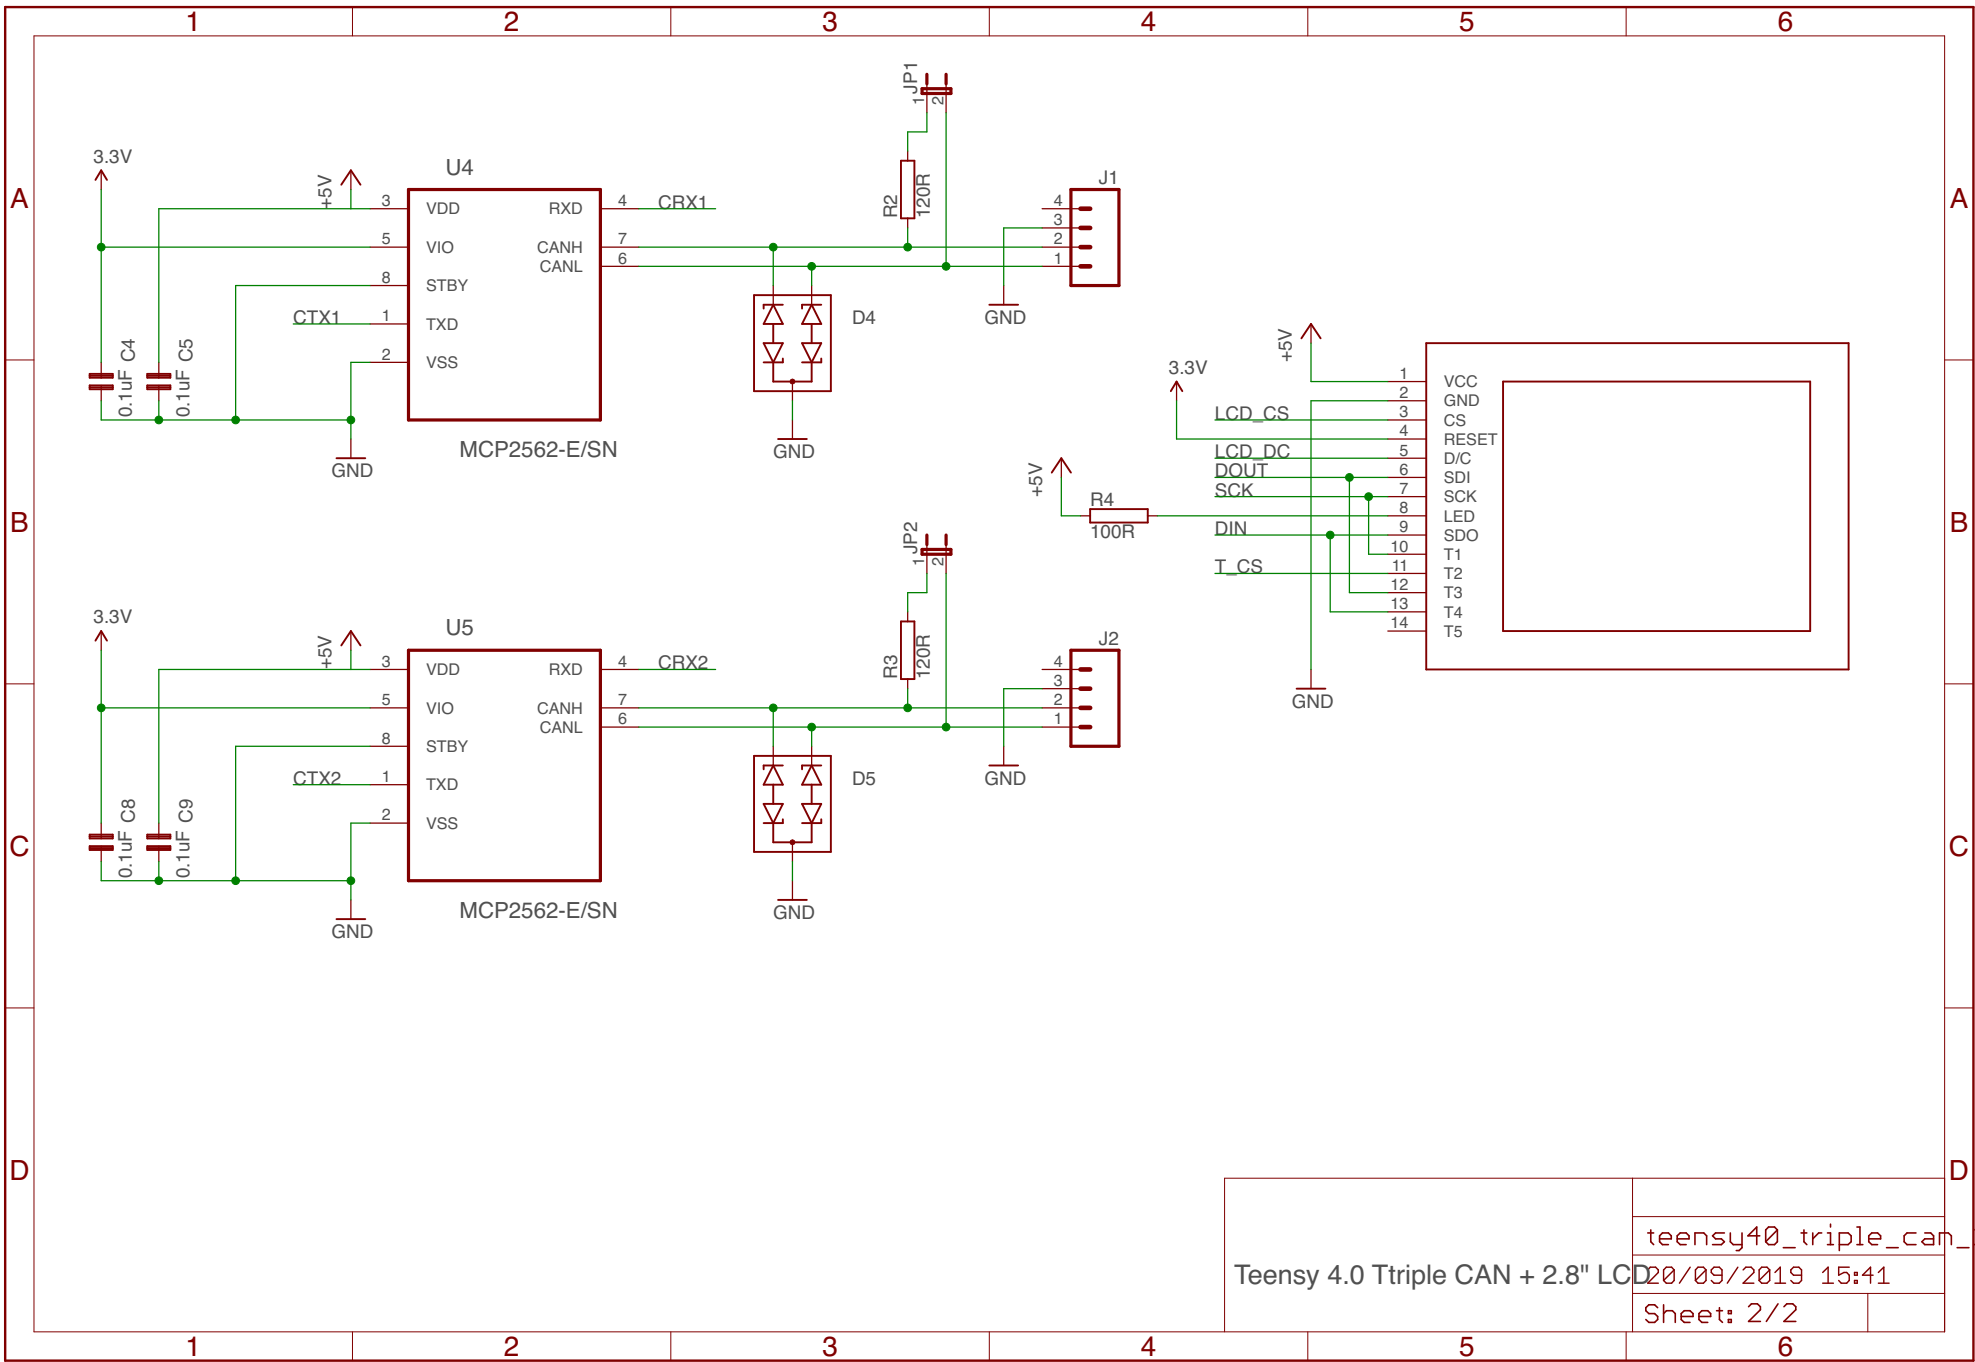 1 2 3 4 5 6
A A
B B
C C
D D
3.3V
+5V
U4
3 VDD
5 VIO
8 STBY
CTX1 1 TXD
2 VSS
RXD 4 CRX1
CANH 7
CANL 6
0.1uF C4
0.1uF C5
GND
MCP2562-E/SN
JP1
1
2
R2
120R
D4
GND
J1
4
3
2
1
GND
3.3V
+5V
U5
3 VDD
5 VIO
8 STBY
CTX2 1 TXD
2 VSS
RXD 4 CRX2
CANH 7
CANL 6
0.1uF C8
0.1uF C9
GND
MCP2562-E/SN
JP2
1
2
R3
120R
D5
GND
J2
4
3
2
1
GND
+5V
3.3V
+5V
R4
100R
1 VCC
2 GND
LCD_CS 3 CS
4 RESET
LCD_DC 5 D/C
DOUT 6 SDI
SCK 7 SCK
8 LED
DIN 9 SDO
10 T1
T_CS 11 T2
12 T3
13 T4
14 T5
GND
teensy40_triple_can_
Teensy 4.0 Ttriple CAN + 2.8" LCD
20/09/2019 15:41
Sheet: 2/2
1 2 3 4 5 6